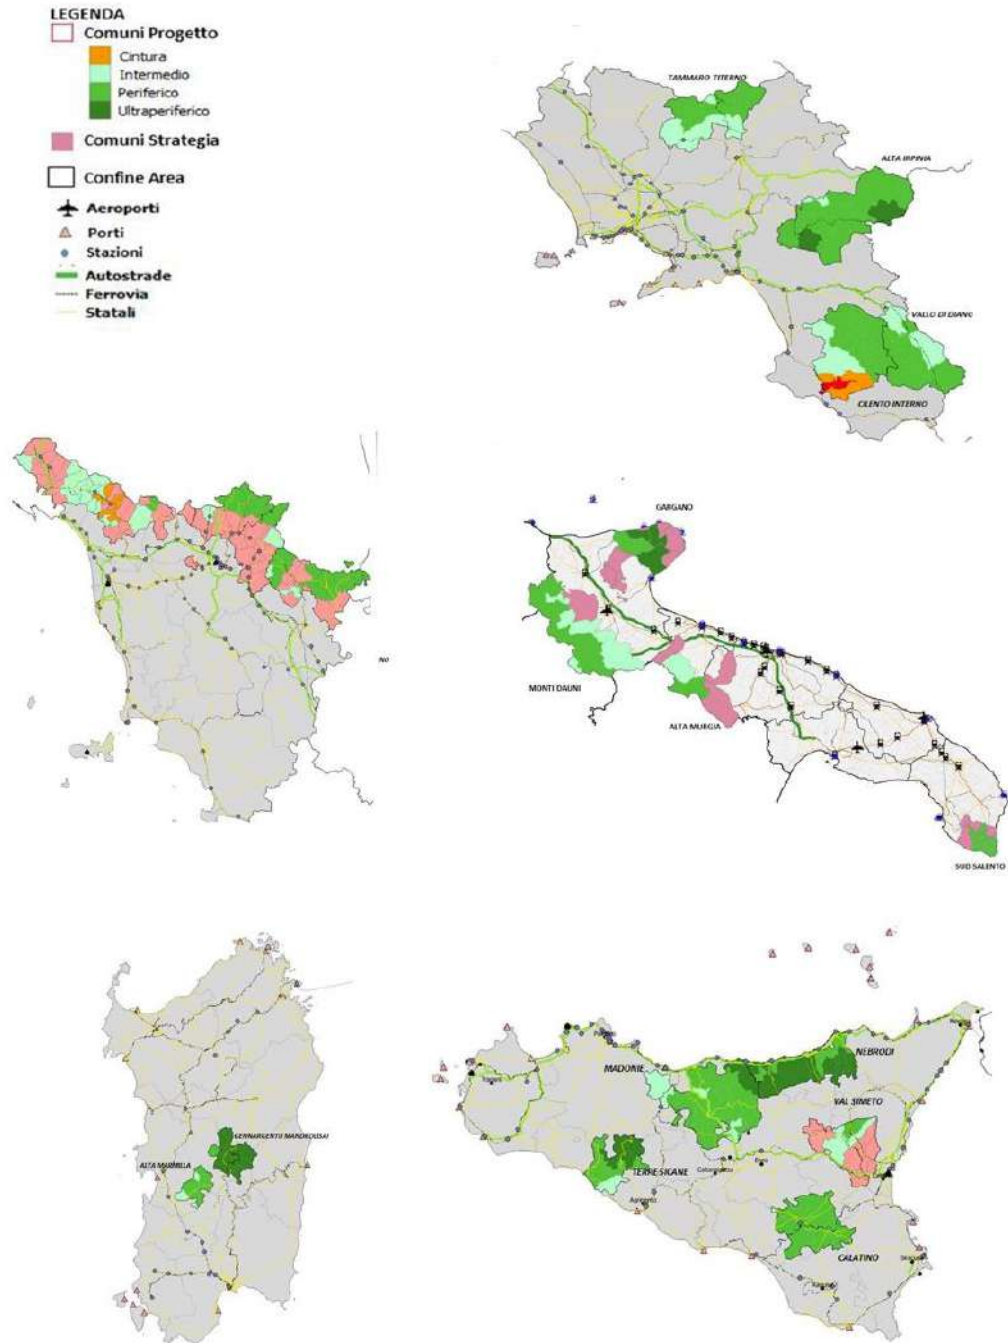 LEGENDA
Comuni Progetto
Cintura
Intermedio
Periferico
Ultraperiferico
Comuni Strategia
Confine Area
Aeroporti
Porti
Stazioni
Autostrade
Ferrovia
Statali
TAMMARO TITERNO
ALTA IRPINIA
VALLO DI DIANO
CILENTO INTERNO
No
GARGANO
MONTI DAUNI
ALTA MURGIA
SUD SALENTO
ALTA MARMILLA
NEBRODI
MADONIE
VAL SIMETO
TERRE SICANE
Agrigento
CALATINO